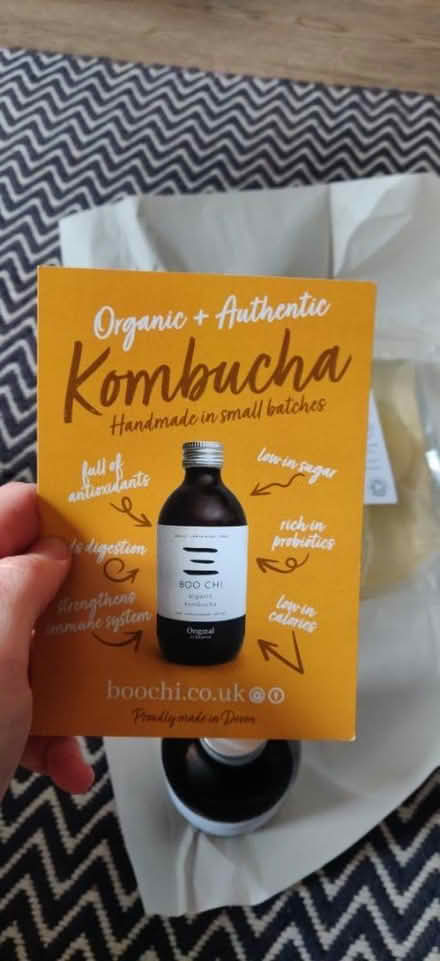 Organic + Authentic
Kombucha
Handmade in small batches
full of
antioxidants
low in sugar
ds digestion
rich in
probiotics
strengthens
immune system
low in
calories
BOO CHI
organic
kombucha
Original
boochi.co.uk
Proudly made in Devon